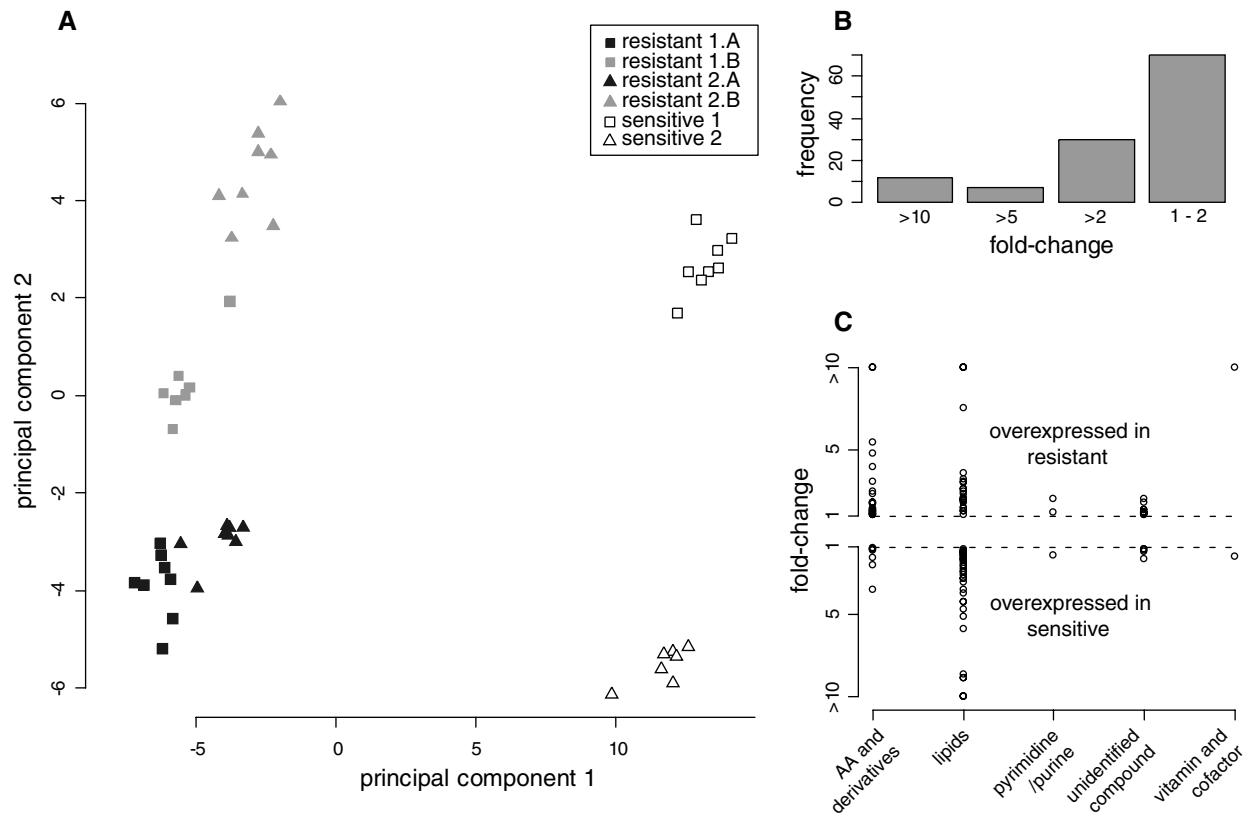 A
resistant 1.A
resistant 1.B
resistant 2.A
resistant 2.B
sensitive 1
sensitive 2
principal component 2
6
4
2
0
-2
-4
-6
-5
0
5
10
principal component 1
B
frequency
60
40
20
0
>10
>5
>2
1 - 2
fold-change
C
fold-change
>10
5
1
1
5
>10
overexpressed in
resistant
overexpressed in
sensitive
AA and
derivatives
lipids
pyrimidine
/purine
unidentified
compound
vitamin and
cofactor